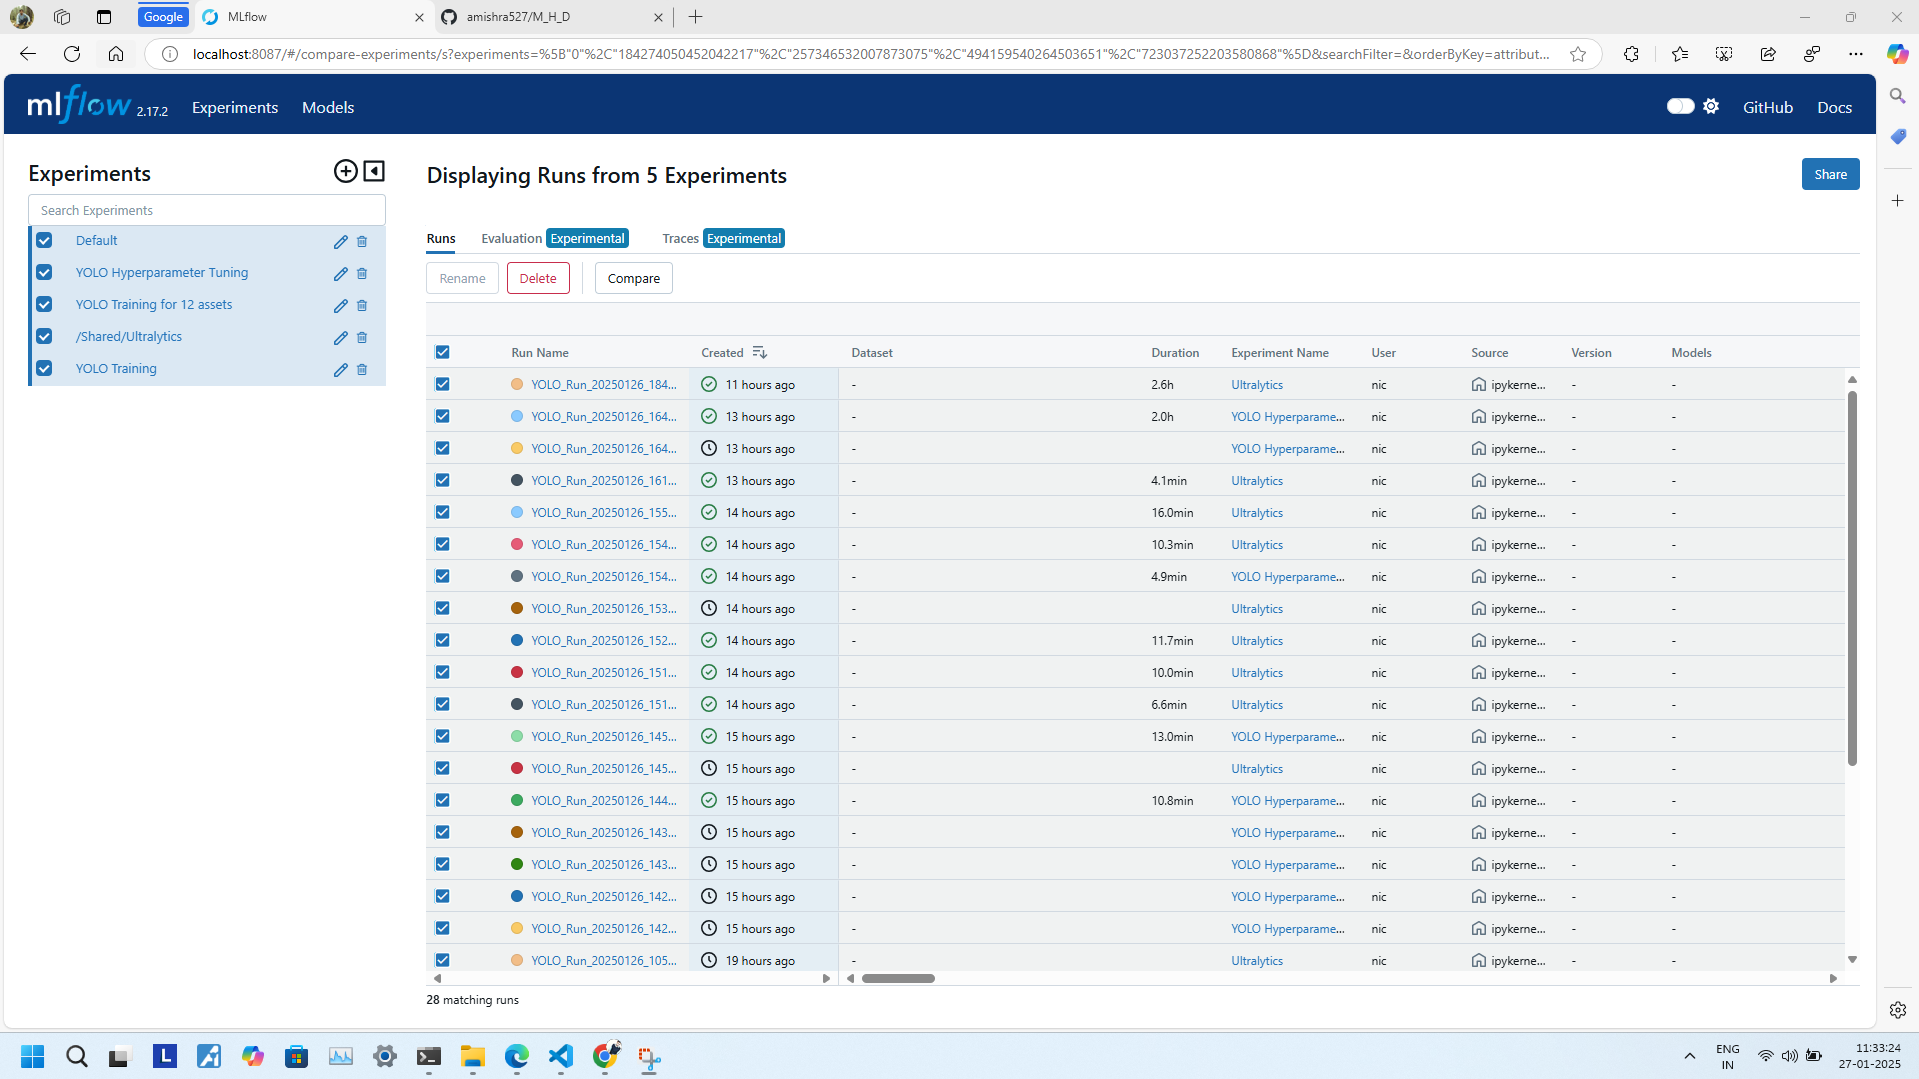 Google
MLflow
amishra527/M_H_D
localhost:8087/#/compare-experiments/s?experiments=%5B"0"%2C"184274050452042217"%2C"257346532007873075"%2C"494159540264503651"%2C"723037252203580868"%5D&searchFilter=&orderByKey=attribut...
mlflow 2.17.2 Experiments Models GitHub Docs
Experiments
Search Experiments
Default
YOLO Hyperparameter Tuning
YOLO Training for 12 assets
/Shared/Ultralytics
YOLO Training
Displaying Runs from 5 Experiments
Share
Runs Evaluation Experimental Traces Experimental
Rename Delete Compare
Run Name Created Dataset Duration Experiment Name User Source Version Models
YOLO_Run_20250126_184... 11 hours ago - 2.6h Ultralytics nic ipykerne... - -
YOLO_Run_20250126_164... 13 hours ago - 2.0h YOLO Hyperparame... nic ipykerne... - -
YOLO_Run_20250126_164... 13 hours ago - YOLO Hyperparame... nic ipykerne... - -
YOLO_Run_20250126_161... 13 hours ago - 4.1min Ultralytics nic ipykerne... - -
YOLO_Run_20250126_155... 14 hours ago - 16.0min Ultralytics nic ipykerne... - -
YOLO_Run_20250126_154... 14 hours ago - 10.3min Ultralytics nic ipykerne... - -
YOLO_Run_20250126_154... 14 hours ago - 4.9min YOLO Hyperparame... nic ipykerne... - -
YOLO_Run_20250126_153... 14 hours ago - Ultralytics nic ipykerne... - -
YOLO_Run_20250126_152... 14 hours ago - 11.7min Ultralytics nic ipykerne... - -
YOLO_Run_20250126_151... 14 hours ago - 10.0min Ultralytics nic ipykerne... - -
YOLO_Run_20250126_151... 14 hours ago - 6.6min Ultralytics nic ipykerne... - -
YOLO_Run_20250126_145... 15 hours ago - 13.0min YOLO Hyperparame... nic ipykerne... - -
YOLO_Run_20250126_145... 15 hours ago - Ultralytics nic ipykerne... - -
YOLO_Run_20250126_144... 15 hours ago - 10.8min YOLO Hyperparame... nic ipykerne... - -
YOLO_Run_20250126_143... 15 hours ago - YOLO Hyperparame... nic ipykerne... - -
YOLO_Run_20250126_143... 15 hours ago - YOLO Hyperparame... nic ipykerne... - -
YOLO_Run_20250126_142... 15 hours ago - YOLO Hyperparame... nic ipykerne... - -
YOLO_Run_20250126_142... 15 hours ago - YOLO Hyperparame... nic ipykerne... - -
YOLO_Run_20250126_105... 19 hours ago - Ultralytics nic ipykerne... - -
28 matching runs
L
ENG
IN
11:33:24
27-01-2025